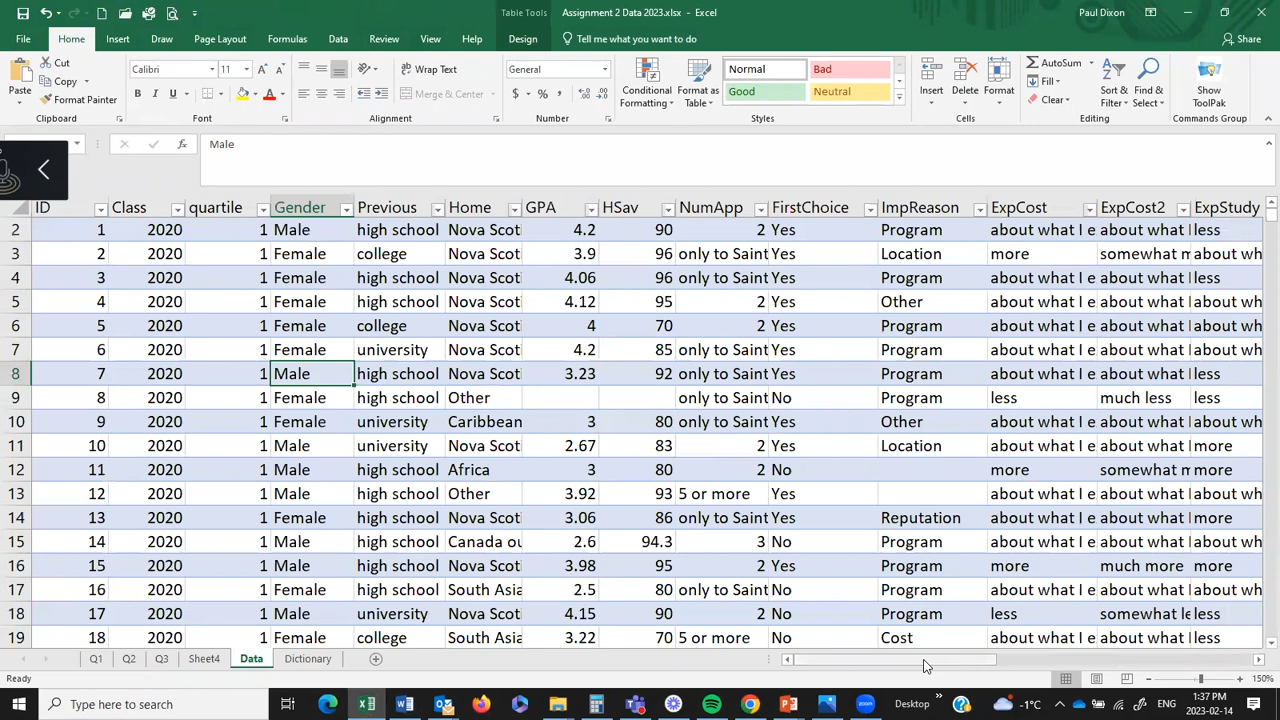 Table Tools
Assignment 2 Data 2023.xlsx - Excel
Paul Dixon
File Home Insert Draw Page Layout Formulas Data Review View Help Design Tell me what you want to do Share
Paste
Cut
Copy
Format Painter
Clipboard
Calibri 11
B I U
Font
Wrap Text
Merge & Center
Alignment
General
$ % ,
Number
Conditional Formatting
Format as Table
Normal Bad
Good Neutral
Styles
Insert Delete Format
Cells
AutoSum
Fill
Clear
Sort & Filter
Find & Select
Editing
Show ToolPak
Commands Group
fx Male
ID Class quartile Gender Previous Home GPA HSav NumApp FirstChoice ImpReason ExpCost ExpCost2 ExpStudy
2 1 2020 1 Male high school Nova Scoti 4.2 90 2 Yes Program about what I e about what I less
3 2 2020 1 Female college Nova Scoti 3.9 96 only to Saint Yes Location more somewhat m about wh
4 3 2020 1 Female high school Nova Scoti 4.06 96 only to Saint Yes Program about what I e about what I about wh
5 4 2020 1 Female high school Nova Scoti 4.12 95 2 Yes Other about what I e about what I about wh
6 5 2020 1 Female college Nova Scoti 4 70 2 Yes Program about what I e about what I about wh
7 6 2020 1 Female university Nova Scoti 4.2 85 only to Saint Yes Program about what I e about what I about wh
8 7 2020 1 Male high school Nova Scoti 3.23 92 only to Saint Yes Program about what I e about what I less
9 8 2020 1 Female high school Other only to Saint No Program less much less less
10 9 2020 1 Female university Caribbean 3 80 only to Saint Yes Other about what I e about what I about wh
11 10 2020 1 Male university Nova Scoti 2.67 83 2 Yes Location about what I e about what I more
12 11 2020 1 Male high school Africa 3 80 2 No more somewhat m more
13 12 2020 1 Male high school Other 3.92 93 5 or more Yes about what I e about what I about wh
14 13 2020 1 Female high school Nova Scoti 3.06 86 only to Saint Yes Reputation about what I e about what I more
15 14 2020 1 Male high school Canada ou 2.6 94.3 3 No Program about what I e about what I about wh
16 15 2020 1 Male high school Nova Scoti 3.98 95 2 Yes Program more much more more
17 16 2020 1 Female high school South Asia 2.5 80 only to Saint No Program about what I e about what I about wh
18 17 2020 1 Male university Nova Scoti 4.15 90 2 No Program less somewhat le less
19 18 2020 1 Female college South Asia 3.22 70 5 or more No Cost about what I e about what I less
Q1 Q2 Q3 Sheet4 Data Dictionary
Ready 150%
Type here to search
zoom
Desktop
-1°C
ENG
1:37 PM
2023-02-14